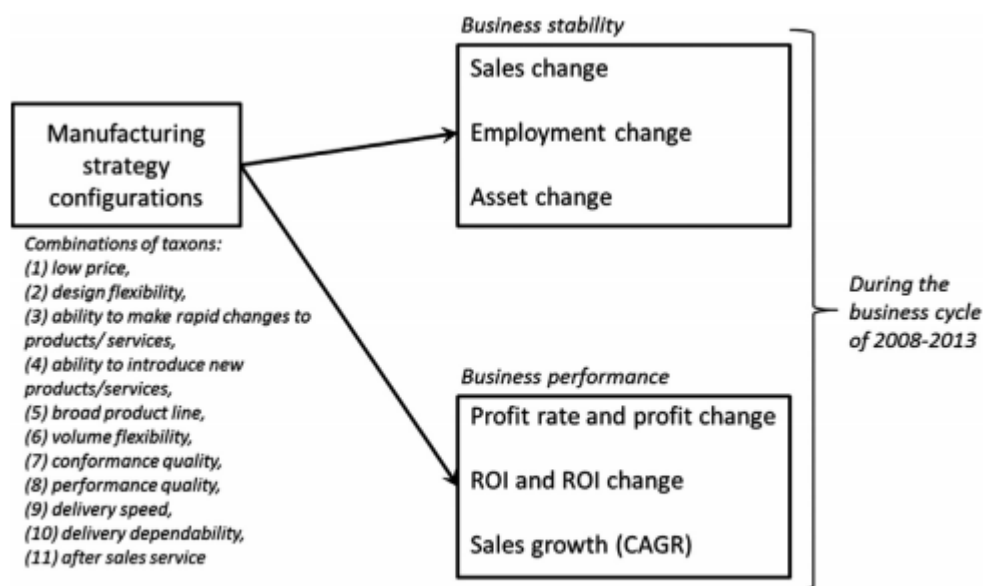 Business stability
Sales change
Employment change
Asset change
Manufacturing
strategy
configurations
Combinations of taxons:
(1) low price,
(2) design flexibility,
(3) ability to make rapid changes to
products/ services,
(4) ability to introduce new
products/services,
(5) broad product line,
(6) volume flexibility,
(7) conformance quality,
(8) performance quality,
(9) delivery speed,
(10) delivery dependability,
(11) after sales service
Business performance
Profit rate and profit change
ROI and ROI change
Sales growth (CAGR)
During the
business cycle
of 2008-2013